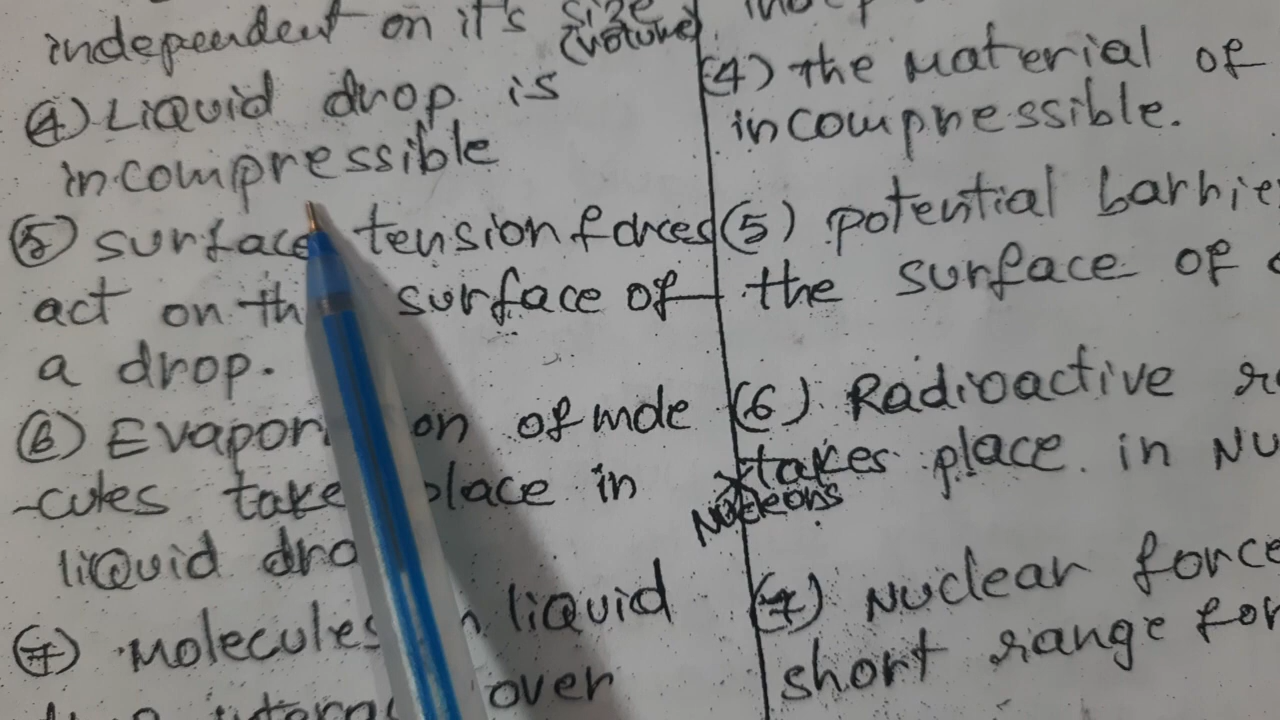 independent on it's size
(volume)
(4) Liquid drop is
incompressible
(5) surface tension forces
act on th surface of
a drop.
(6) Evapor on of mole
-cules take place in
liquid dro
(7) Molecules liquid
over
(4) the material of
incompressible.
(5) potential barrie
the surface of
(6) Radioactive
takes place in NU
Nucleons
(7) Nuclear force
short range for